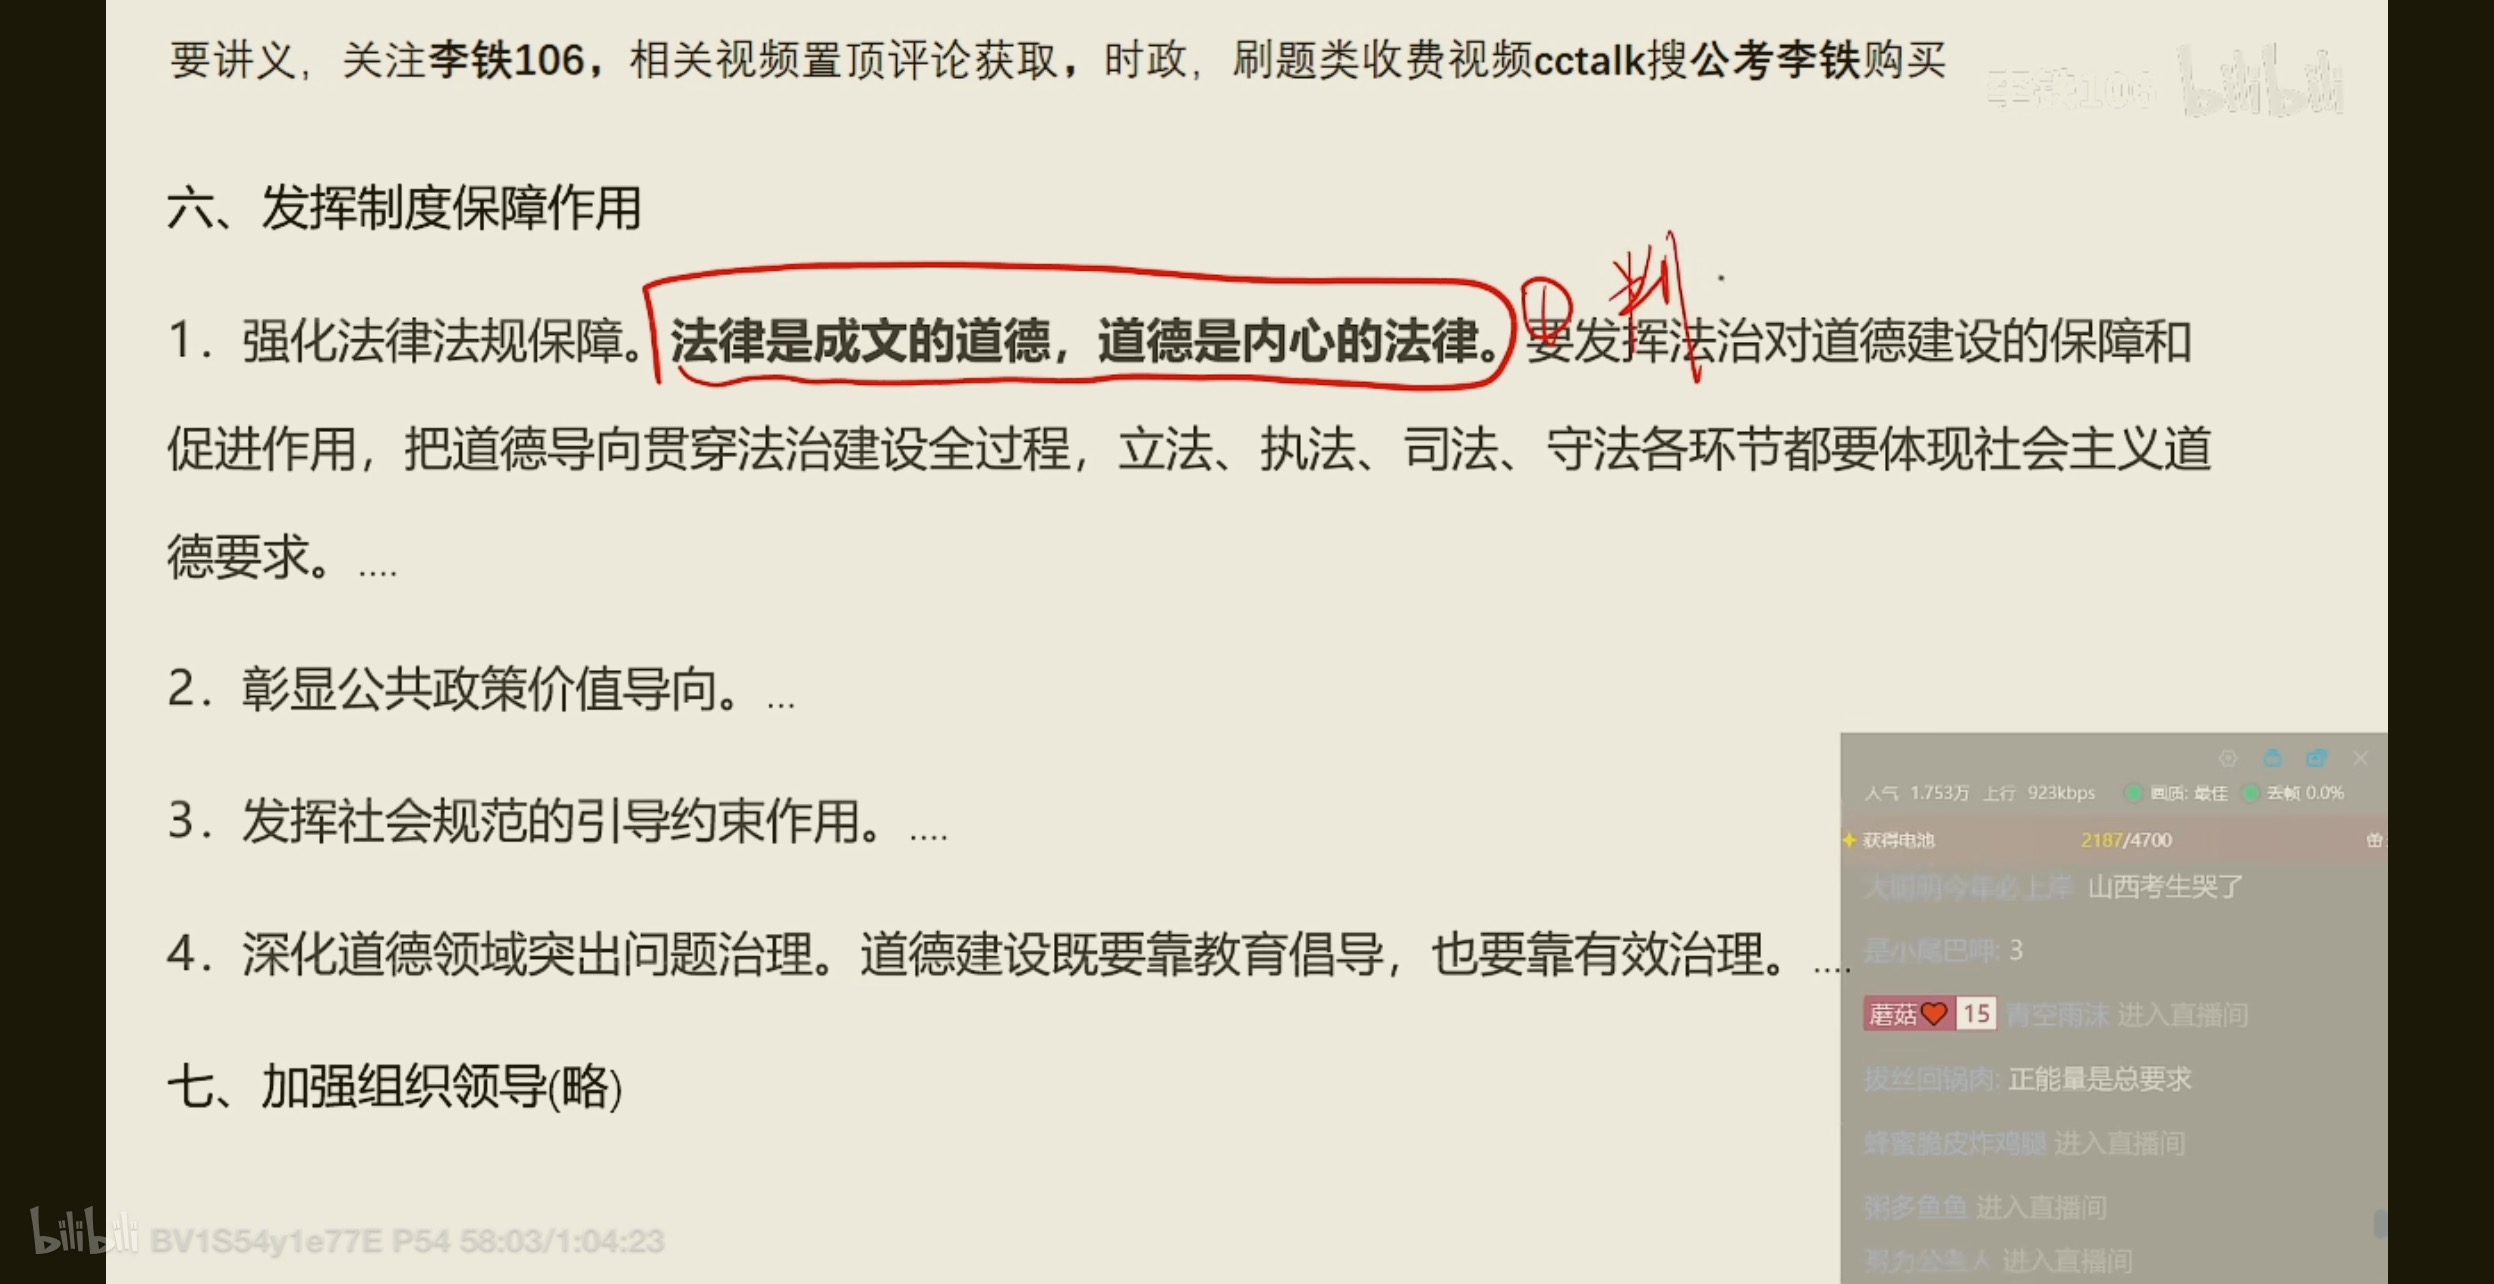 要讲义，关注李铁106，相关视频置顶评论获取，时政，刷题类收费视频cctalk搜公考李铁购买
李铁106 bilibili
六、发挥制度保障作用
① 判
1. 强化法律法规保障。法律是成文的道德，道德是内心的法律。要发挥法治对道德建设的保障和
促进作用，把道德导向贯穿法治建设全过程，立法、执法、司法、守法各环节都要体现社会主义道
德要求。....
2. 彰显公共政策价值导向。...
3. 发挥社会规范的引导约束作用。....
4. 深化道德领域突出问题治理。道德建设既要靠教育倡导，也要靠有效治理。....
七、加强组织领导(略)
人气 1.753万 上行 923kbps 画质: 最佳 丢帧 0.0%
获得电池 2187/4700
大聪明今年必上岸 山西考生哭了
是小尾巴呷: 3
蘑菇 15 青空雨沫 进入直播间
拔丝回锅肉: 正能量是总要求
蜂蜜脆皮炸鸡腿 进入直播间
粥多鱼鱼 进入直播间
进入直播间
bilibili BV1S54y1e77E P54 58:03/1:04:23